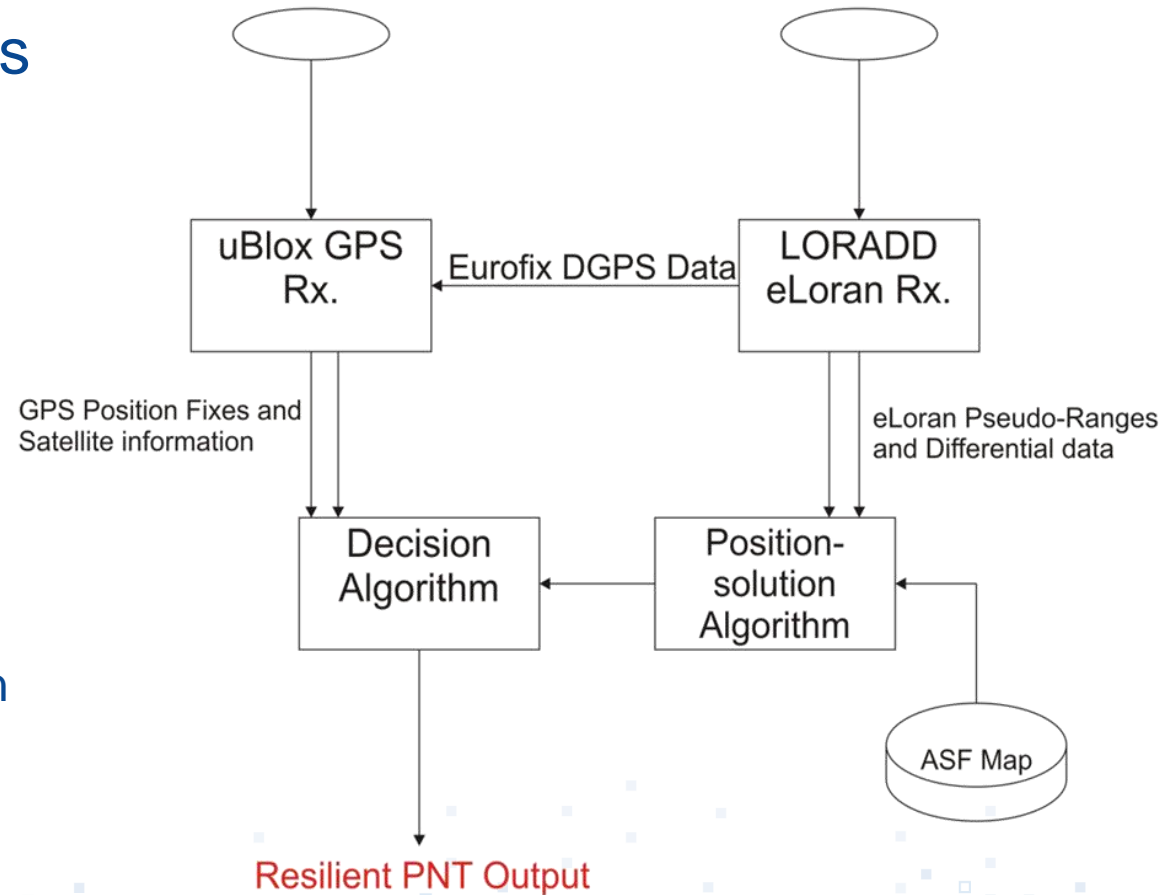 s
uBlox GPS
Rx.
Eurofix DGPS Data
LORADD
eLoran Rx.
GPS Position Fixes and
Satellite information
eLoran Pseudo-Ranges
and Differential data
Decision
Algorithm
Position-
solution
Algorithm
n
ASF Map
Resilient PNT Output